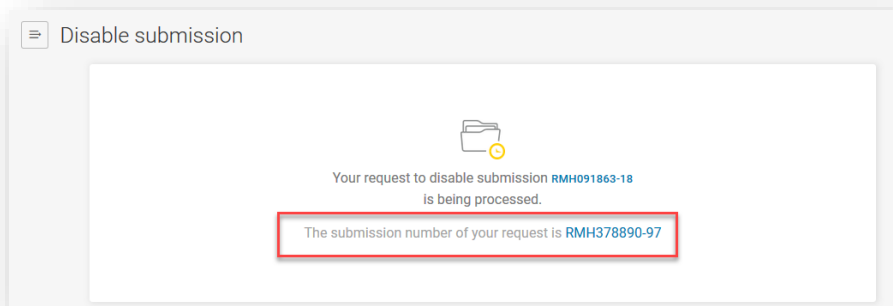 Disable submission
Your request to disable submission RMH091863-18
is being processed.
The submission number of your request is RMH378890-97